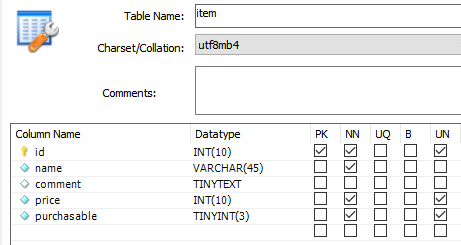 Table Name: item
Charset/Collation: utf8mb4
Comments:
Column Name Datatype PK NN UQ B UN
id INT(10)
name VARCHAR(45)
comment TINYTEXT
price INT(10)
purchasable TINYINT(3)